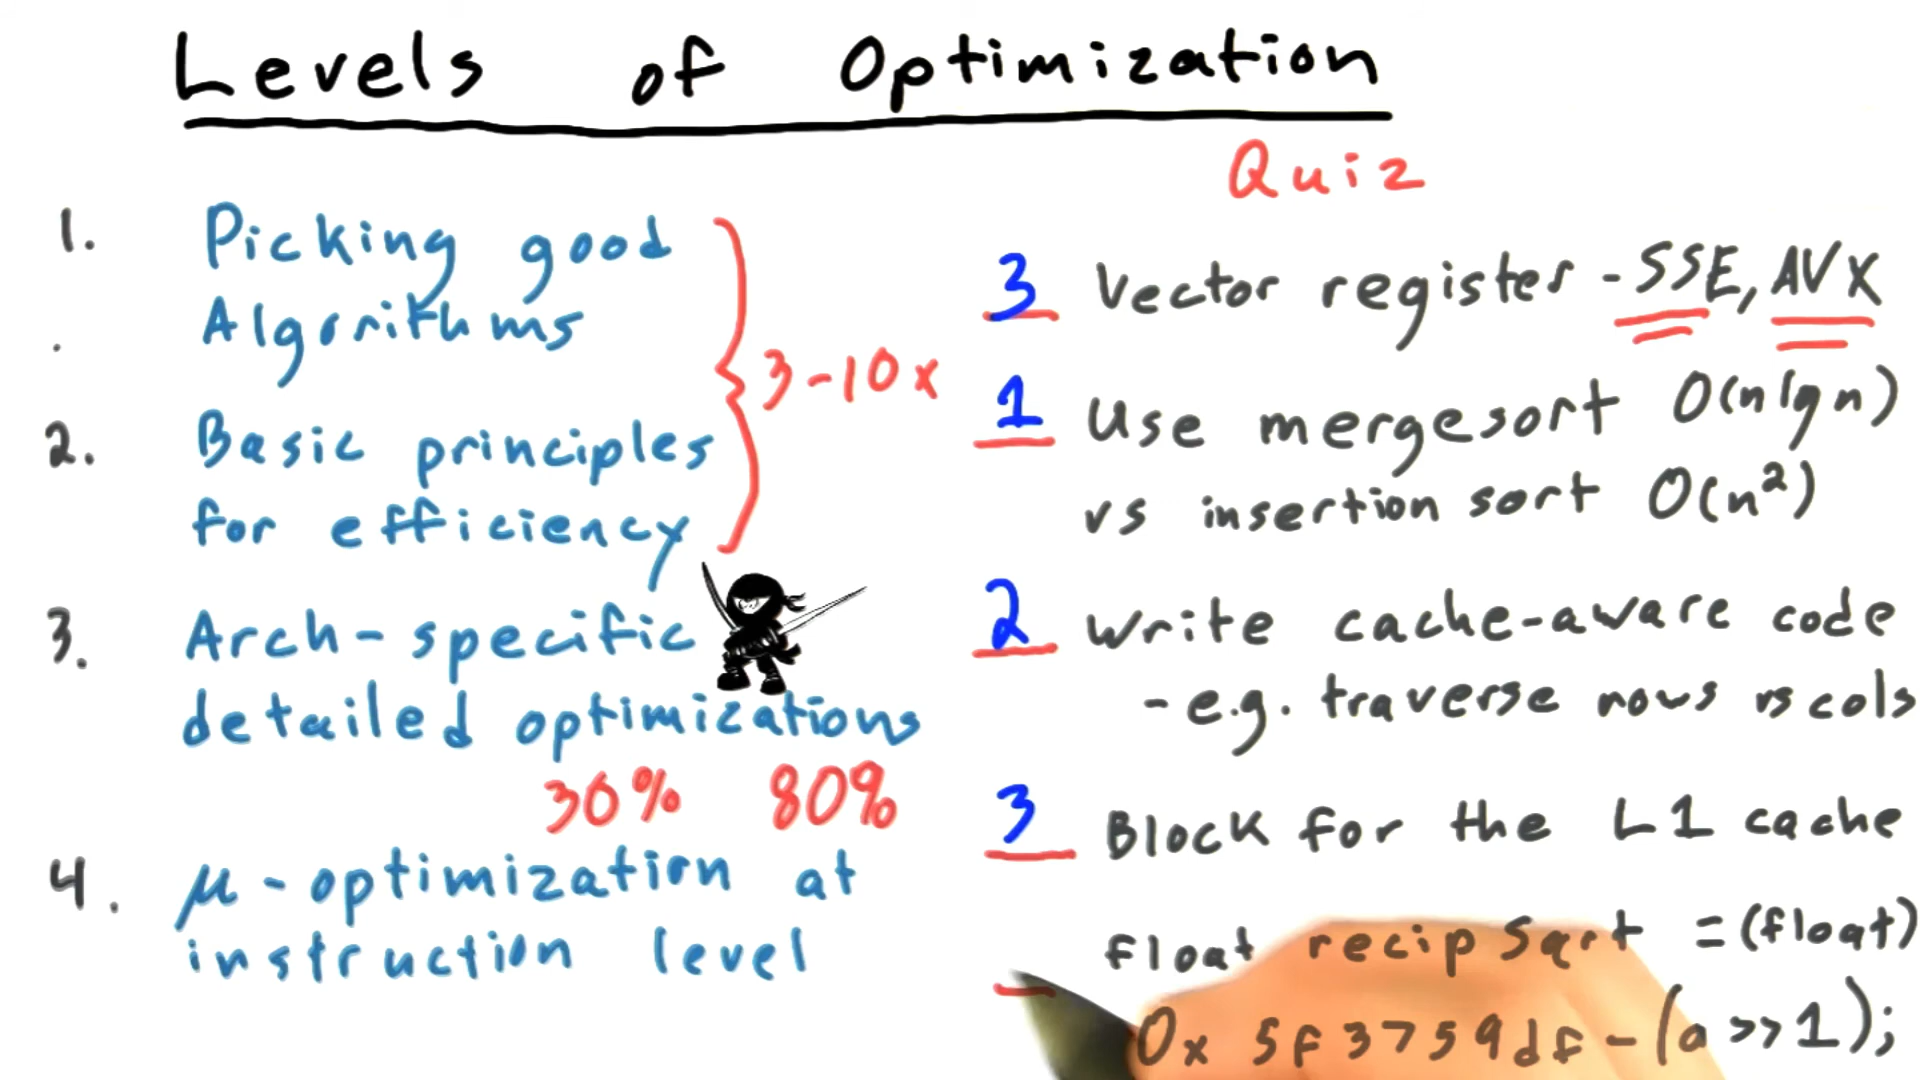 Levels of Optimization
Quiz
1. Picking good
Algorithms
2. Basic principles
for efficiency
3-10x
3. Arch-specific
detailed optimizations
30% 80%
4. μ-optimization at
instruction level
3 Vector register - SSE, AVX
1 Use mergesort O(n lg n)
vs insertion sort O(n²)
2 Write cache-aware code
- e.g. traverse rows vs cols
3 Block for the L1 cache
float recip Sqrt = (float)
0x 5f3759df - (a >> 1);